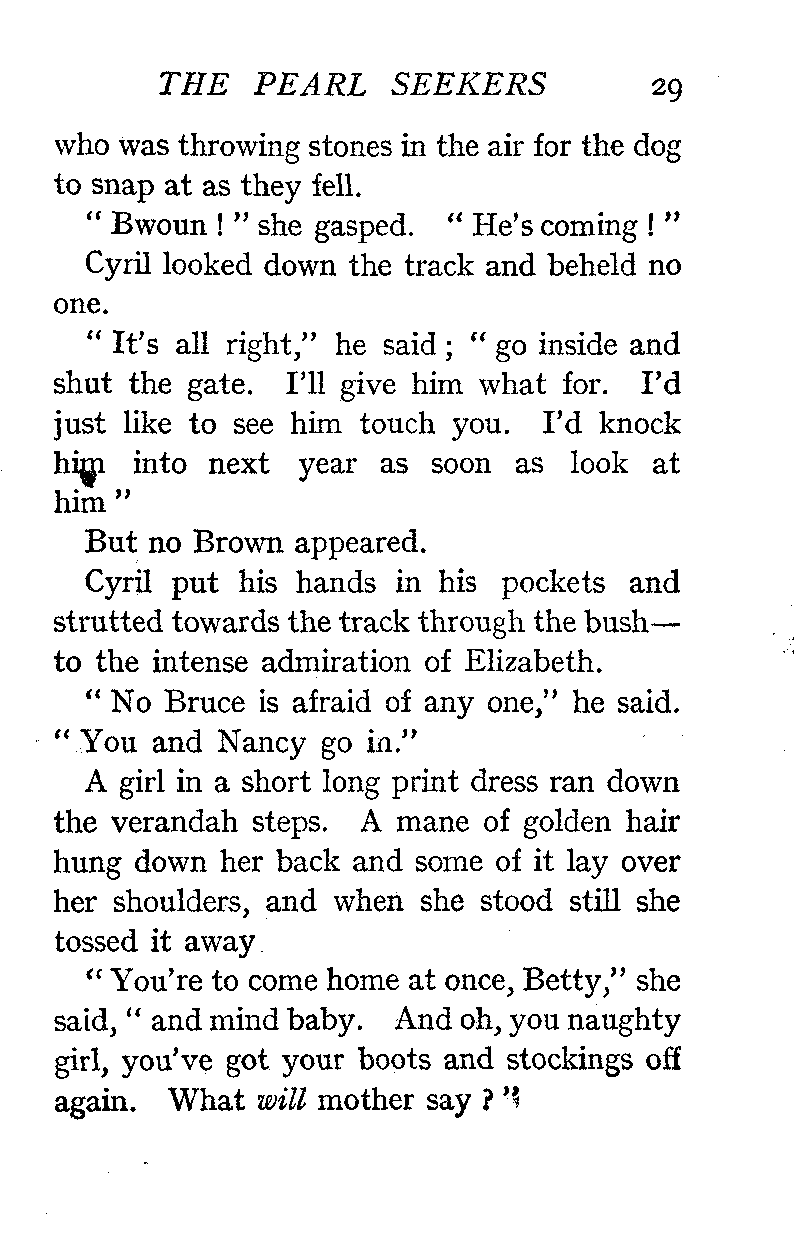 THE PEARL SEEKERS 29
who was throwing stones in the air for the dog
to snap at as they fell.
“ Bwoun ! ” she gasped. “ He’s coming ! ”
Cyril looked down the track and beheld no
one.
“ It’s all right,” he said ; “ go inside and
shut the gate. I’ll give him what for. I’d
just like to see him touch you. I’d knock
him into next year as soon as look at
him ”
But no Brown appeared.
Cyril put his hands in his pockets and
strutted towards the track through the bush—
to the intense admiration of Elizabeth.
“ No Bruce is afraid of any one,” he said.
“ You and Nancy go in.”
A girl in a short long print dress ran down
the verandah steps. A mane of golden hair
hung down her back and some of it lay over
her shoulders, and when she stood still she
tossed it away.
“ You’re to come home at once, Betty,” she
said, “ and mind baby. And oh, you naughty
girl, you’ve got your boots and stockings off
again. What will mother say ? ”